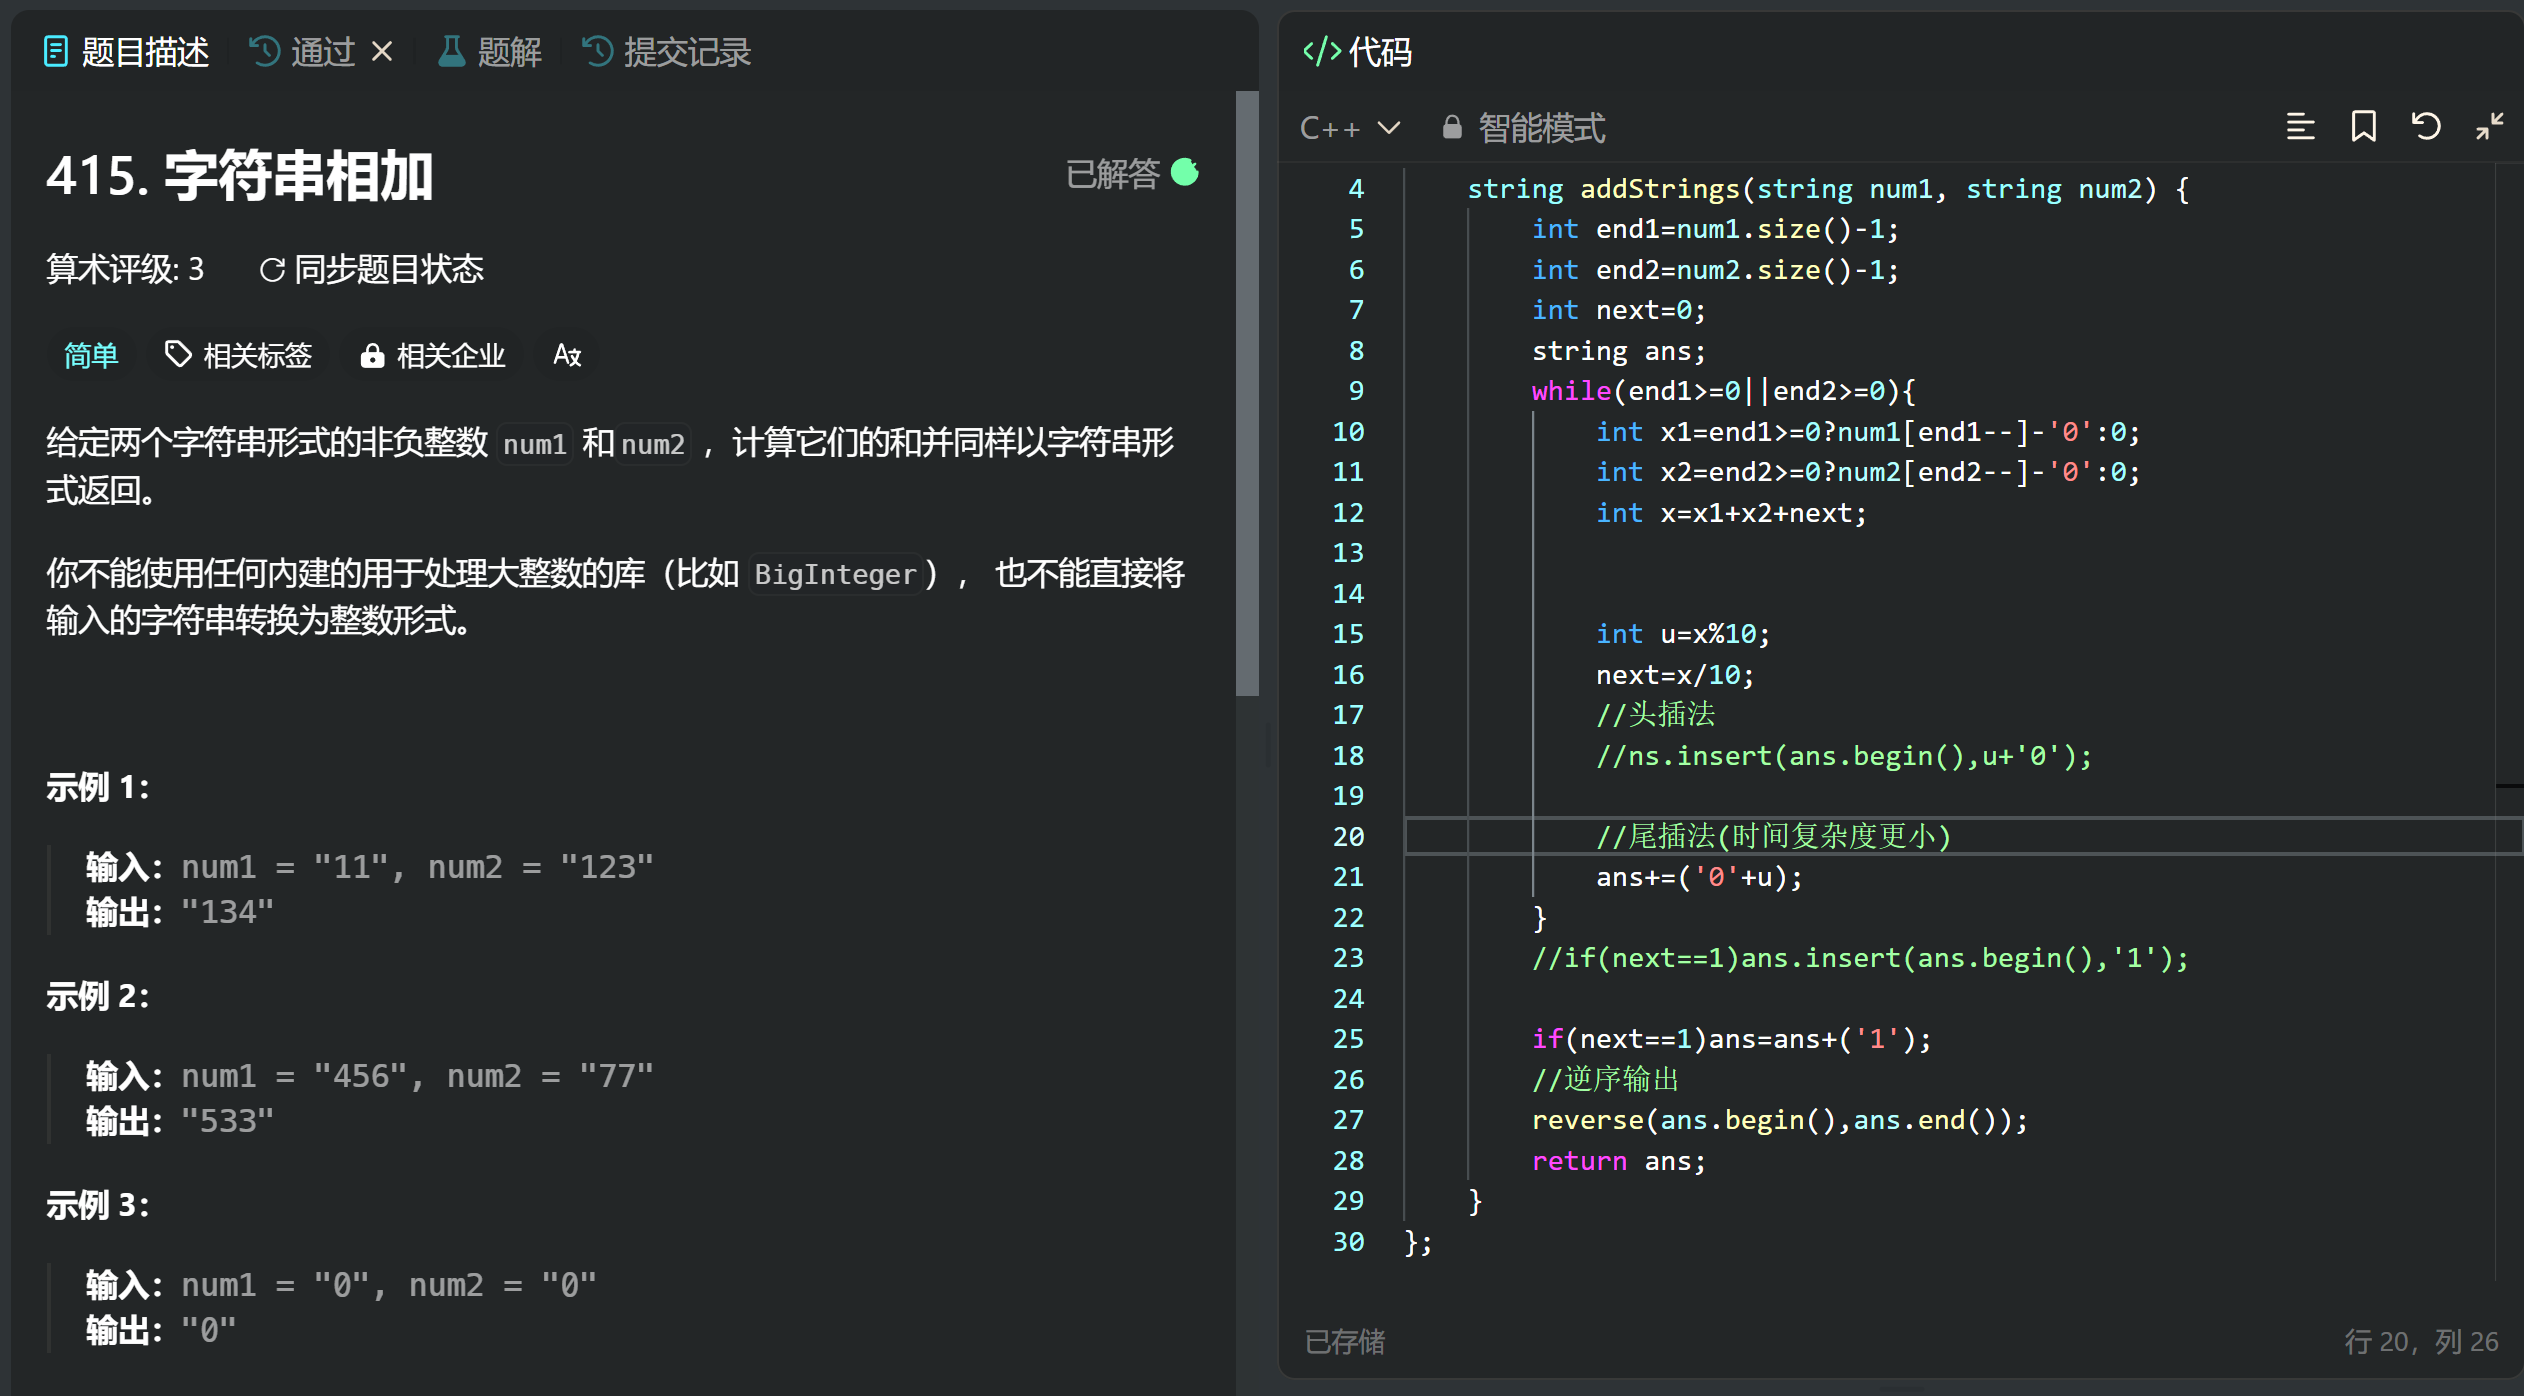 题目描述 通过 × 题解 提交记录
415. 字符串相加
已解答
算术评级: 3 同步题目状态
简单 相关标签 相关企业
给定两个字符串形式的非负整数 num1 和num2 ，计算它们的和并同样以字符串形
式返回。
你不能使用任何內建的用于处理大整数的库（比如 BigInteger）， 也不能直接将
输入的字符串转换为整数形式。
示例 1：
输入：num1 = "11", num2 = "123"
输出："134"
示例 2：
输入：num1 = "456", num2 = "77"
输出："533"
示例 3：
输入：num1 = "0", num2 = "0"
输出："0"
</> 代码
C++ 智能模式
4 string addStrings(string num1, string num2) {
5 int end1=num1.size()-1;
6 int end2=num2.size()-1;
7 int next=0;
8 string ans;
9 while(end1>=0||end2>=0){
10 int x1=end1>=0?num1[end1--]-'0':0;
11 int x2=end2>=0?num2[end2--]-'0':0;
12 int x=x1+x2+next;
13
14
15 int u=x%10;
16 next=x/10;
17 //头插法
18 //ns.insert(ans.begin(),u+'0');
19
20 //尾插法(时间复杂度更小)
21 ans+=('0'+u);
22 }
23 //if(next==1)ans.insert(ans.begin(),'1');
24
25 if(next==1)ans=ans+('1');
26 //逆序输出
27 reverse(ans.begin(),ans.end());
28 return ans;
29 }
30 };
已存储
行 20，列 26